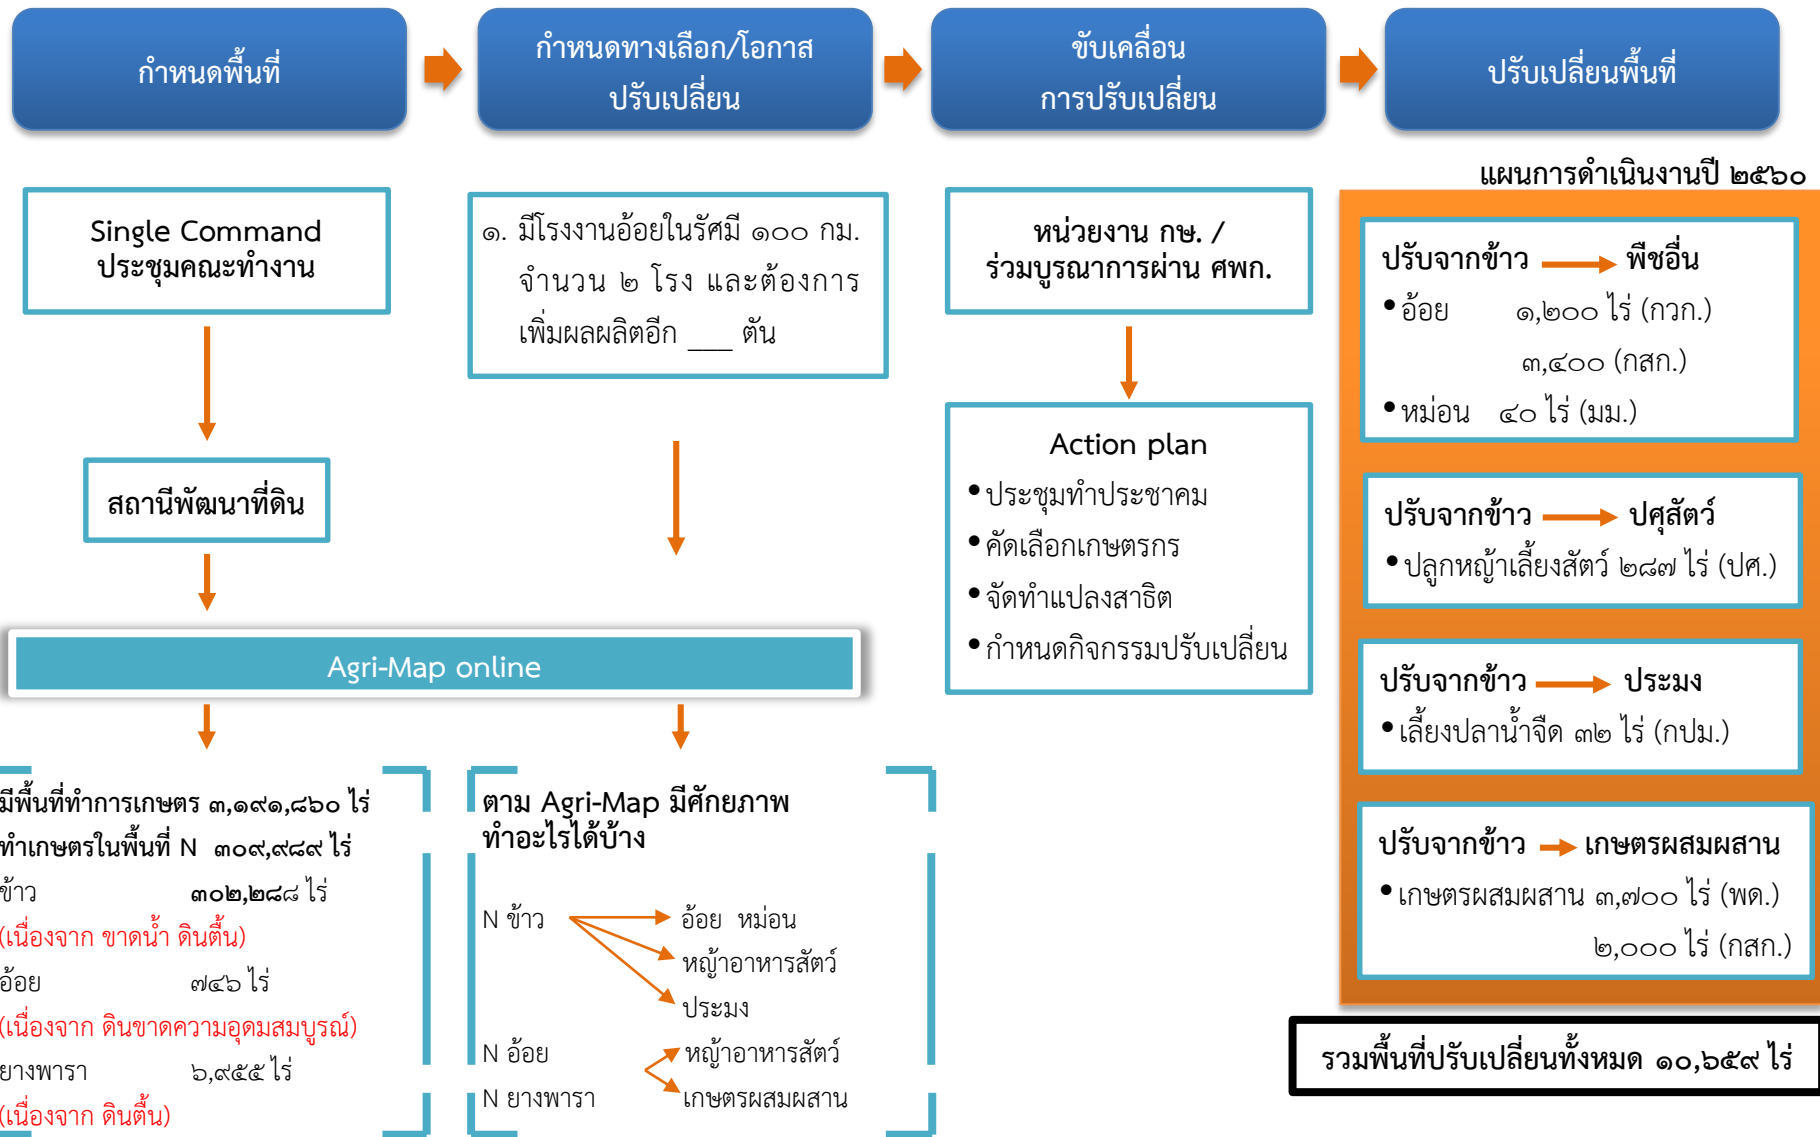 กำหนดพื้นที่
กำหนดทางเลือก/โอกาส
ปรับเปลี่ยน
ขับเคลื่อน
การปรับเปลี่ยน
ปรับเปลี่ยนพื้นที่
Single Command
ประชุมคณะทำงาน
สถานีพัฒนาที่ดิน
๑. มีโรงงานอ้อยในรัศมี ๑๐๐ กม.
จำนวน ๒ โรง และต้องการ
เพิ่มผลผลิตอีก ___ ตัน
Agri-Map online
มีพื้นที่ทำการเกษตร ๓,๑๙๑,๘๖๐ ไร่
ทำเกษตรในพื้นที่ N ๓๐๙,๙๘๙ ไร่
ข้าว ๓๐๒,๒๘๘ ไร่
(เนื่องจาก ขาดน้ำ ดินตื้น)
อ้อย ๗๔๖ ไร่
(เนื่องจาก ดินขาดความอุดมสมบูรณ์)
ยางพารา ๖,๙๕๕ ไร่
(เนื่องจาก ดินตื้น)
ตาม Agri-Map มีศักยภาพ
ทำอะไรได้บ้าง
N ข้าว อ้อย หม่อน
หญ้าอาหารสัตว์
ประมง
N อ้อย หญ้าอาหารสัตว์
N ยางพารา เกษตรผสมผสาน
หน่วยงาน กษ. /
ร่วมบูรณาการผ่าน ศพก.
Action plan
•ประชุมทำประชาคม
•คัดเลือกเกษตรกร
•จัดทำแปลงสาธิต
•กำหนดกิจกรรมปรับเปลี่ยน
แผนการดำเนินงานปี ๒๕๖๐
ปรับจากข้าว พืชอื่น
•อ้อย ๑,๒๐๐ ไร่ (กวก.)
๓,๔๐๐ (กสก.)
•หม่อน ๔๐ ไร่ (มม.)
ปรับจากข้าว ปศุสัตว์
•ปลูกหญ้าเลี้ยงสัตว์ ๒๘๗ ไร่ (ปศ.)
ปรับจากข้าว ประมง
•เลี้ยงปลาน้ำจืด ๓๒ ไร่ (กปม.)
ปรับจากข้าว เกษตรผสมผสาน
•เกษตรผสมผสาน ๓,๗๐๐ ไร่ (พด.)
๒,๐๐๐ ไร่ (กสก.)
รวมพื้นที่ปรับเปลี่ยนทั้งหมด ๑๐,๖๕๙ ไร่